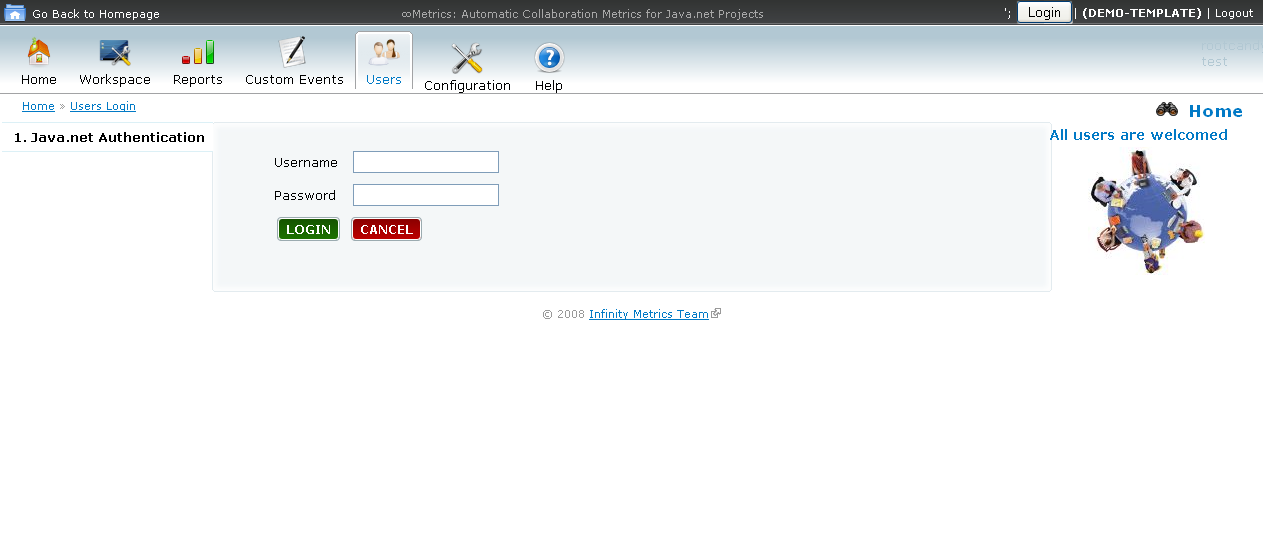 Go Back to Homepage ∞Metrics: Automatic Collaboration Metrics for Java.net Projects '; Login | (DEMO-TEMPLATE) | Logout
Home Workspace Reports Custom Events Users Configuration Help
test
Home » Users Login
Home
1. Java.net Authentication
All users are welcomed
Username
Password
LOGIN CANCEL
© 2008 Infinity Metrics Team